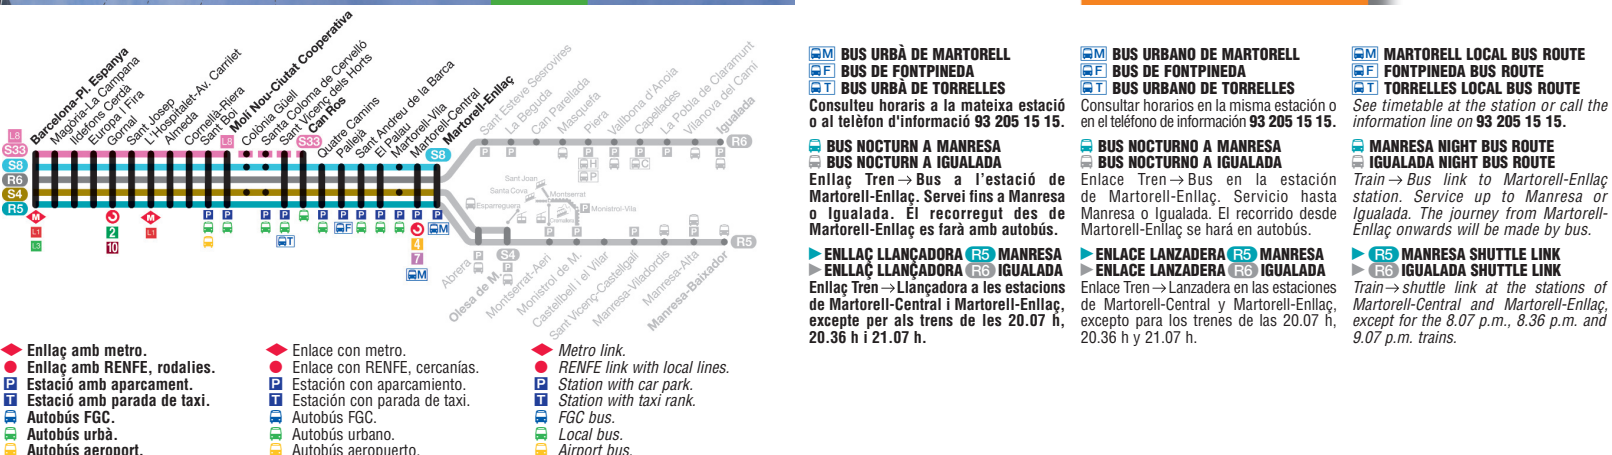 Barcelona-Pl. Espanya
Magòria-La Campana
Ildefons Cerdà
Europa | Fira
Gornal
Sant Josep
L'Hospitalet-Av. Carrilet
Almeda
Cornellà-Riera
Sant Boi
Molí Nou-Ciutat Cooperativa
Colònia Güell
Santa Coloma de Cervelló
Sant Vicenç dels Horts
Can Ros
Quatre Camins
Pallejà
Sant Andreu de la Barca
El Palau
Martorell-Vila
Martorell-Central
Martorell-Enllaç
Sant Esteve Sesrovires
La Beguda
Can Parellada
Masquefa
Piera
Vallbona d'Anoia
Capellades
La Pobla de Claramunt
Vilanova del Camí
Igualada
L8
S33
S8
R6
S4
R5
L8
S33
S8
R6
R5
S4
M
L1
L3
2
10
M
L1
P
P
P
P
P
P
P
P
P
P
T
F
4
7
M
P
P
P
P
P
P
P
H
P
C
Sant Joan
Santa Cova
Montserrat
Esparreguera
Cremallera
P Monistrol-Vila
P
P
P
P
P
Abrera
Olesa de M.
Montserrat-Aeri
Monistrol de M.
Castellbell i el Vilar
Sant Vicenç-Castellgalí
Manresa-Viladordis
Manresa-Alta
Manresa-Baixador
Enllaç amb metro.
Enllaç amb RENFE, rodalies.
P Estació amb aparcament.
T Estació amb parada de taxi.
Autobús FGC.
Autobús urbà.
Autobús aeroport.
Enlace con metro.
Enlace con RENFE, cercanías.
P Estación con aparcamiento.
T Estación con parada de taxi.
Autobús FGC.
Autobús urbano.
Autobús aeropuerto.
Metro link.
RENFE link with local lines.
P Station with car park.
T Station with taxi rank.
FGC bus.
Local bus.
Airport bus.
M BUS URBÀ DE MARTORELL
F BUS DE FONTPINEDA
T BUS URBÀ DE TORRELLES
Consulteu horaris a la mateixa estació
o al telèfon d'informació 93 205 15 15.
BUS NOCTURN A MANRESA
BUS NOCTURN A IGUALADA
Enllaç Tren→Bus a l'estació de
Martorell-Enllaç. Servei fins a Manresa
o Igualada. El recorregut des de
Martorell-Enllaç es farà amb autobús.
ENLLAÇ LLANÇADORA R5 MANRESA
ENLLAÇ LLANÇADORA R6 IGUALADA
Enllaç Tren→Llançadora a les estacions
de Martorell-Central i Martorell-Enllaç,
excepte per als trens de les 20.07 h,
20.36 h i 21.07 h.
M BUS URBANO DE MARTORELL
F BUS DE FONTPINEDA
T BUS URBANO DE TORRELLES
Consultar horarios en la misma estación o
en el teléfono de información 93 205 15 15.
BUS NOCTURNO A MANRESA
BUS NOCTURNO A IGUALADA
Enlace Tren→Bus en la estación
de Martorell-Enllaç. Servicio hasta
Manresa o Igualada. El recorrido desde
Martorell-Enllaç se hará en autobús.
ENLACE LANZADERA R5 MANRESA
ENLACE LANZADERA R6 IGUALADA
Enlace Tren→Lanzadera en las estaciones
de Martorell-Central y Martorell-Enllaç,
excepto para los trenes de las 20.07 h,
20.36 h y 21.07 h.
M MARTORELL LOCAL BUS ROUTE
F FONTPINEDA BUS ROUTE
T TORRELLES LOCAL BUS ROUTE
See timetable at the station or call the
information line on 93 205 15 15.
MANRESA NIGHT BUS ROUTE
IGUALADA NIGHT BUS ROUTE
Train→Bus link to Martorell-Enllaç
station. Service up to Manresa or
Igualada. The journey from Martorell-
Enllaç onwards will be made by bus.
R5 MANRESA SHUTTLE LINK
R6 IGUALADA SHUTTLE LINK
Train→shuttle link at the stations of
Martorell-Central and Martorell-Enllaç,
except for the 8.07 p.m., 8.36 p.m. and
9.07 p.m. trains.